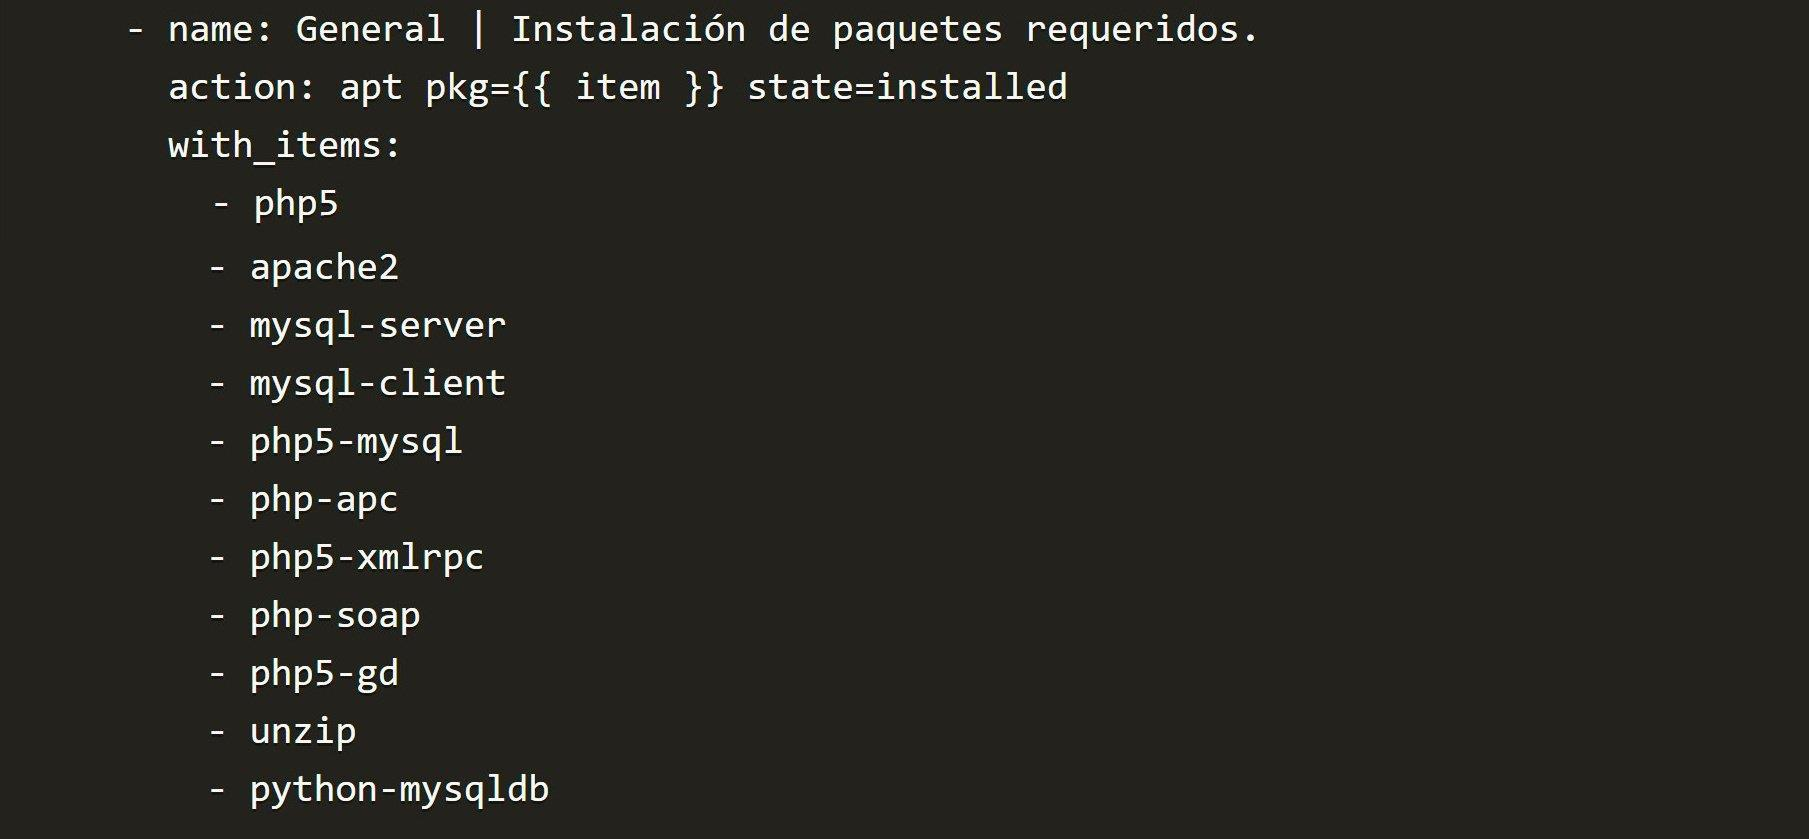 - name: General | Instalación de paquetes requeridos.
action: apt pkg={{ item }} state=installed
with_items:
- php5
- apache2
- mysql-server
- mysql-client
- php5-mysql
- php-apc
- php5-xmlrpc
- php-soap
- php5-gd
- unzip
- python-mysqldb